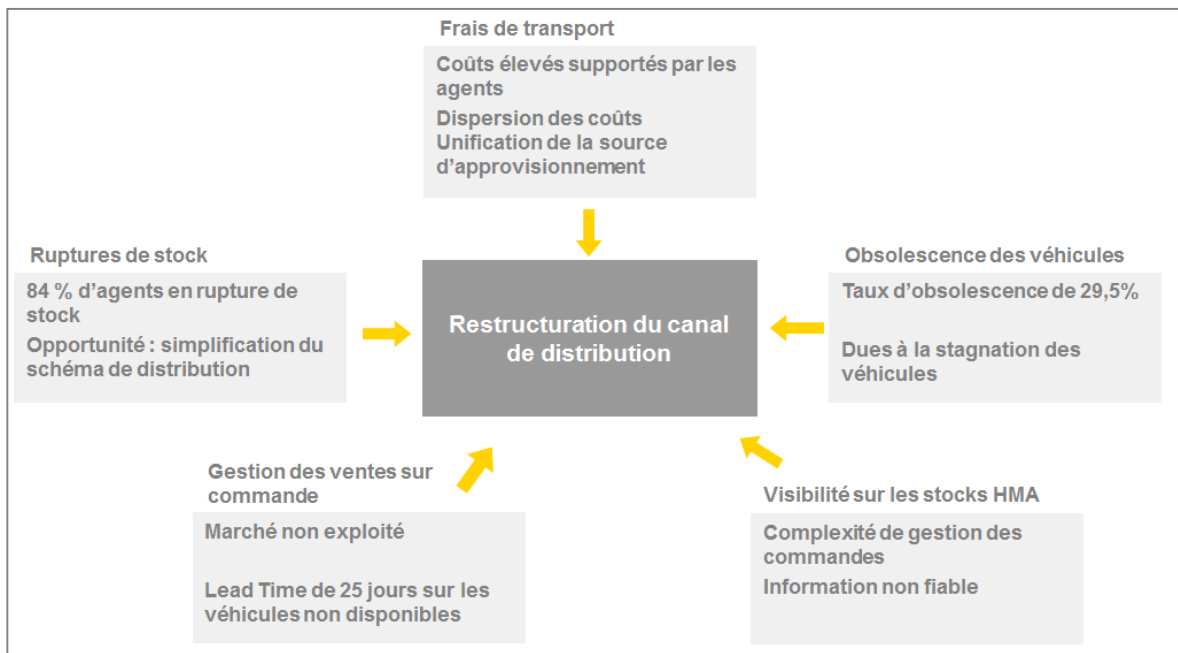 Frais de transport
Coûts élevés supportés par les
agents
Dispersion des coûts
Unification de la source
d'approvisionnement
Ruptures de stock
84 % d'agents en rupture de
stock
Opportunité : simplification du
schéma de distribution
Restructuration du canal
de distribution
Obsolescence des véhicules
Taux d'obsolescence de 29,5%
Dues à la stagnation des
véhicules
Gestion des ventes sur
commande
Marché non exploité
Lead Time de 25 jours sur les
véhicules non disponibles
Visibilité sur les stocks HMA
Complexité de gestion des
commandes
Information non fiable